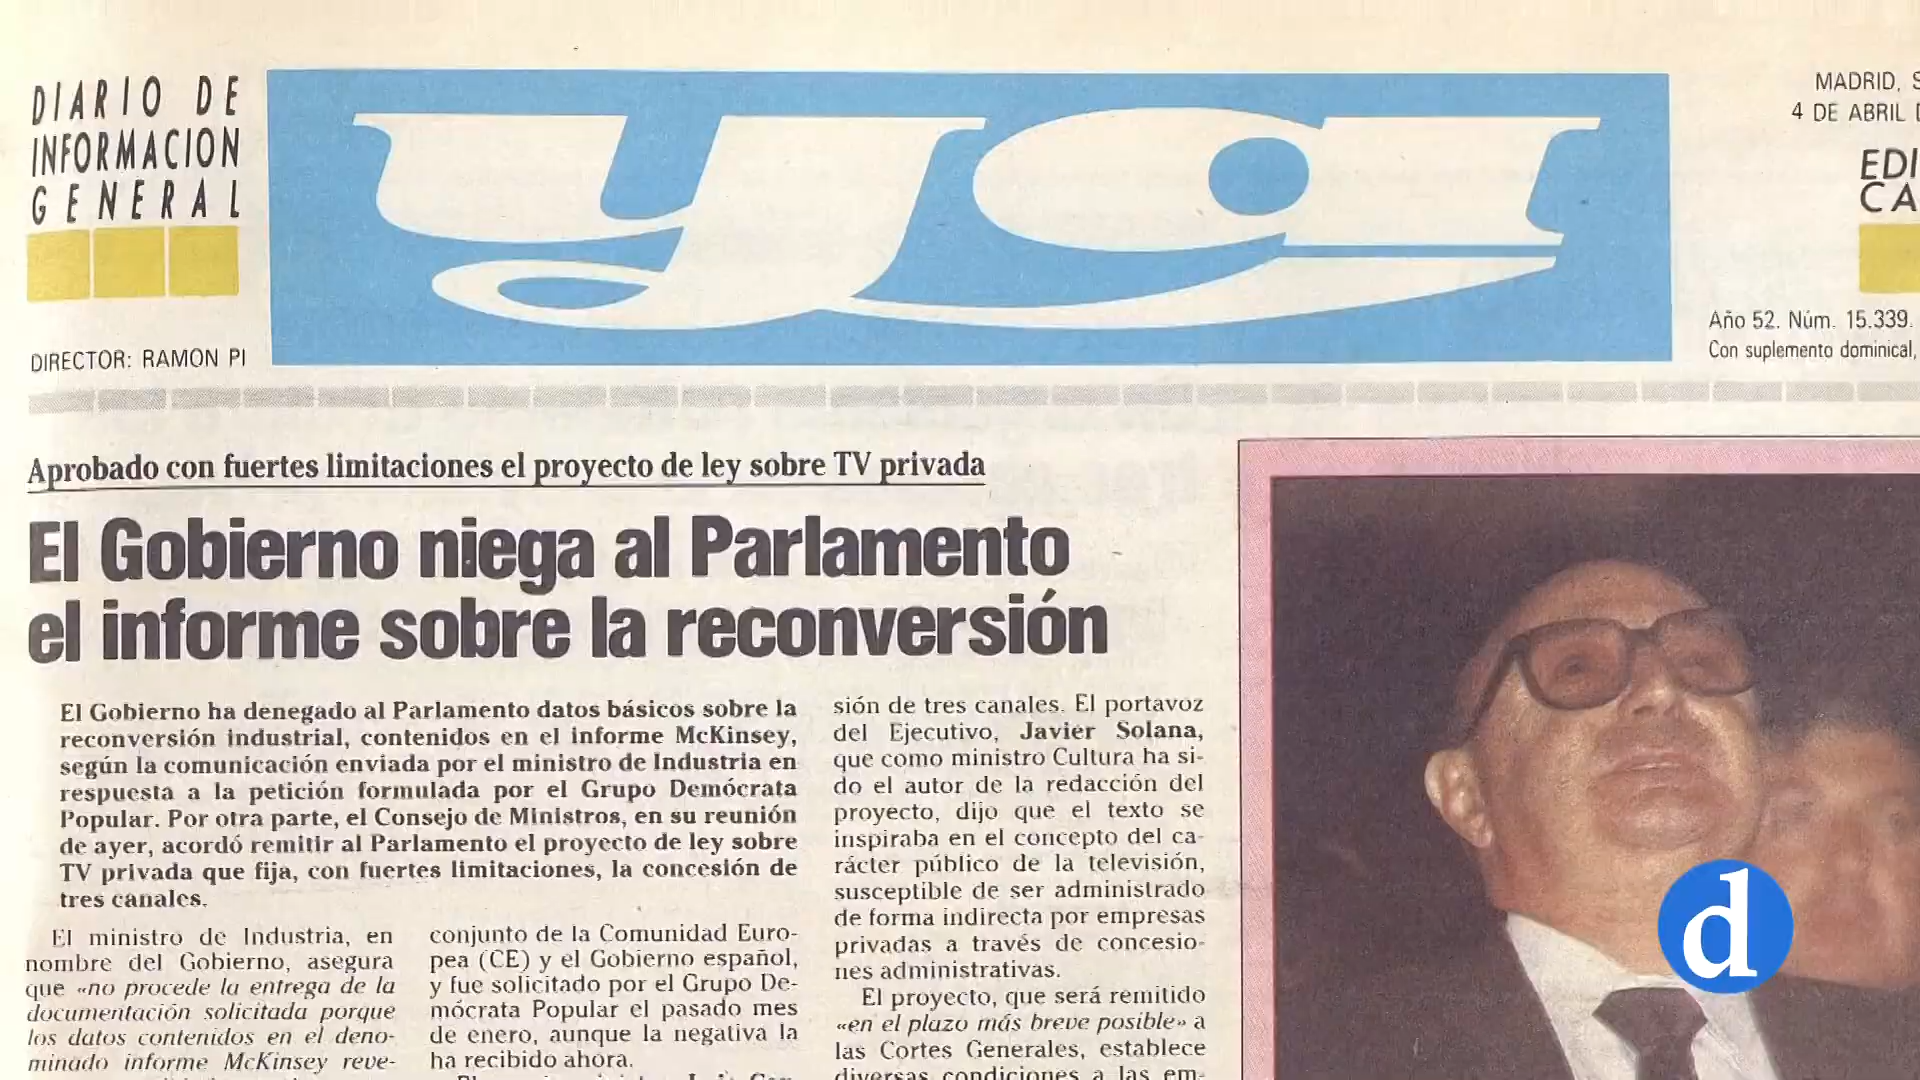 DIARIO DE
INFORMACION
GENERAL
DIRECTOR: RAMON PI
ya
MADRID, S
4 DE ABRIL D
EDI
CA
Año 52. Núm. 15.339.
Con suplemento dominical,
Aprobado con fuertes limitaciones el proyecto de ley sobre TV privada
El Gobierno niega al Parlamento
el informe sobre la reconversión
El Gobierno ha denegado al Parlamento datos básicos sobre la
reconversión industrial, contenidos en el informe McKinsey,
según la comunicación enviada por el ministro de Industria en
respuesta a la petición formulada por el Grupo Demócrata
Popular. Por otra parte, el Consejo de Ministros, en su reunión
de ayer, acordó remitir al Parlamento el proyecto de ley sobre
TV privada que fija, con fuertes limitaciones, la concesión de
tres canales.
El ministro de Industria, en
nombre del Gobierno, asegura
que «no procede la entrega de la
documentación solicitada porque
los datos contenidos en el deno-
minado informe McKinsey reve-
conjunto de la Comunidad Euro-
pea (CE) y el Gobierno español,
y fue solicitado por el Grupo De-
mócrata Popular el pasado mes
de enero, aunque la negativa la
ha recibido ahora.
sión de tres canales. El portavoz
del Ejecutivo, Javier Solana,
que como ministro Cultura ha si-
do el autor de la redacción del
proyecto, dijo que el texto se
inspiraba en el concepto del ca-
rácter público de la televisión,
susceptible de ser administrado
de forma indirecta por empresas
privadas a través de concesio-
nes administrativas.
El proyecto, que será remitido
«en el plazo más breve posible» a
las Cortes Generales, establece
diversas condiciones a las em-
d